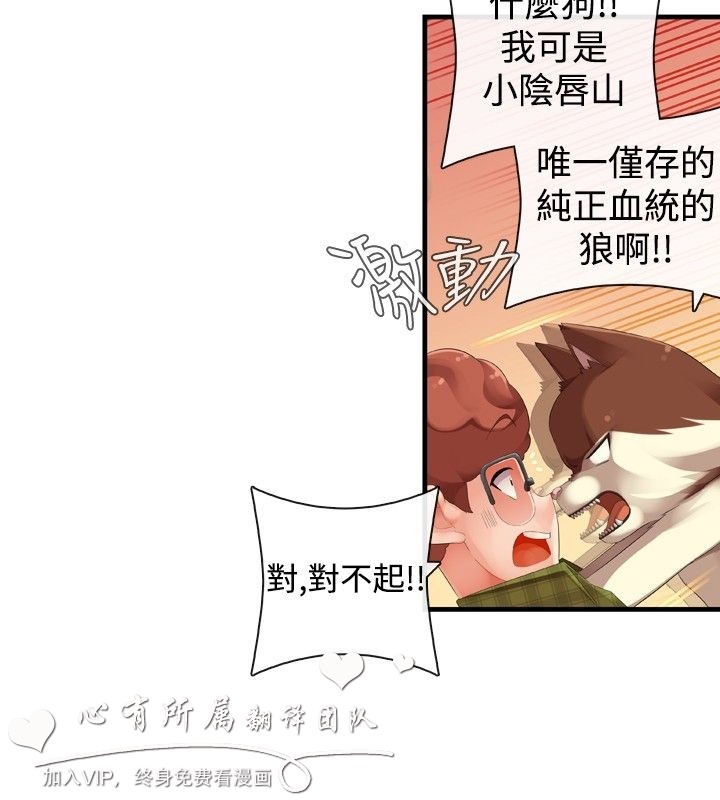 什麼狗!!
我可是
小陰唇山
唯一僅存的
純正血統的
狼啊!!
激動
對,對不起!!
心有所属翻译团队
加入VIP，终身免费看漫画